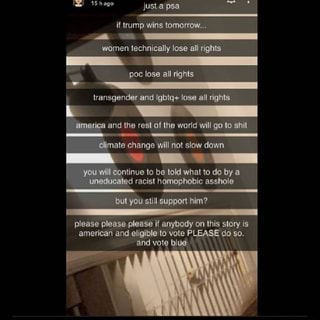 15 h ago
just a psa
if trump wins tomorrow...
women technically lose all rights
poc lose all rights
transgender and lgbtq+ lose all rights
america and the rest of the world will go to shit
climate change will not slow down
you will continue to be told what to do by a
uneducated racist homophobic asshole
but you still support him?
please please please if anybody on this story is
american and eligible to vote PLEASE do so.
and vote blue